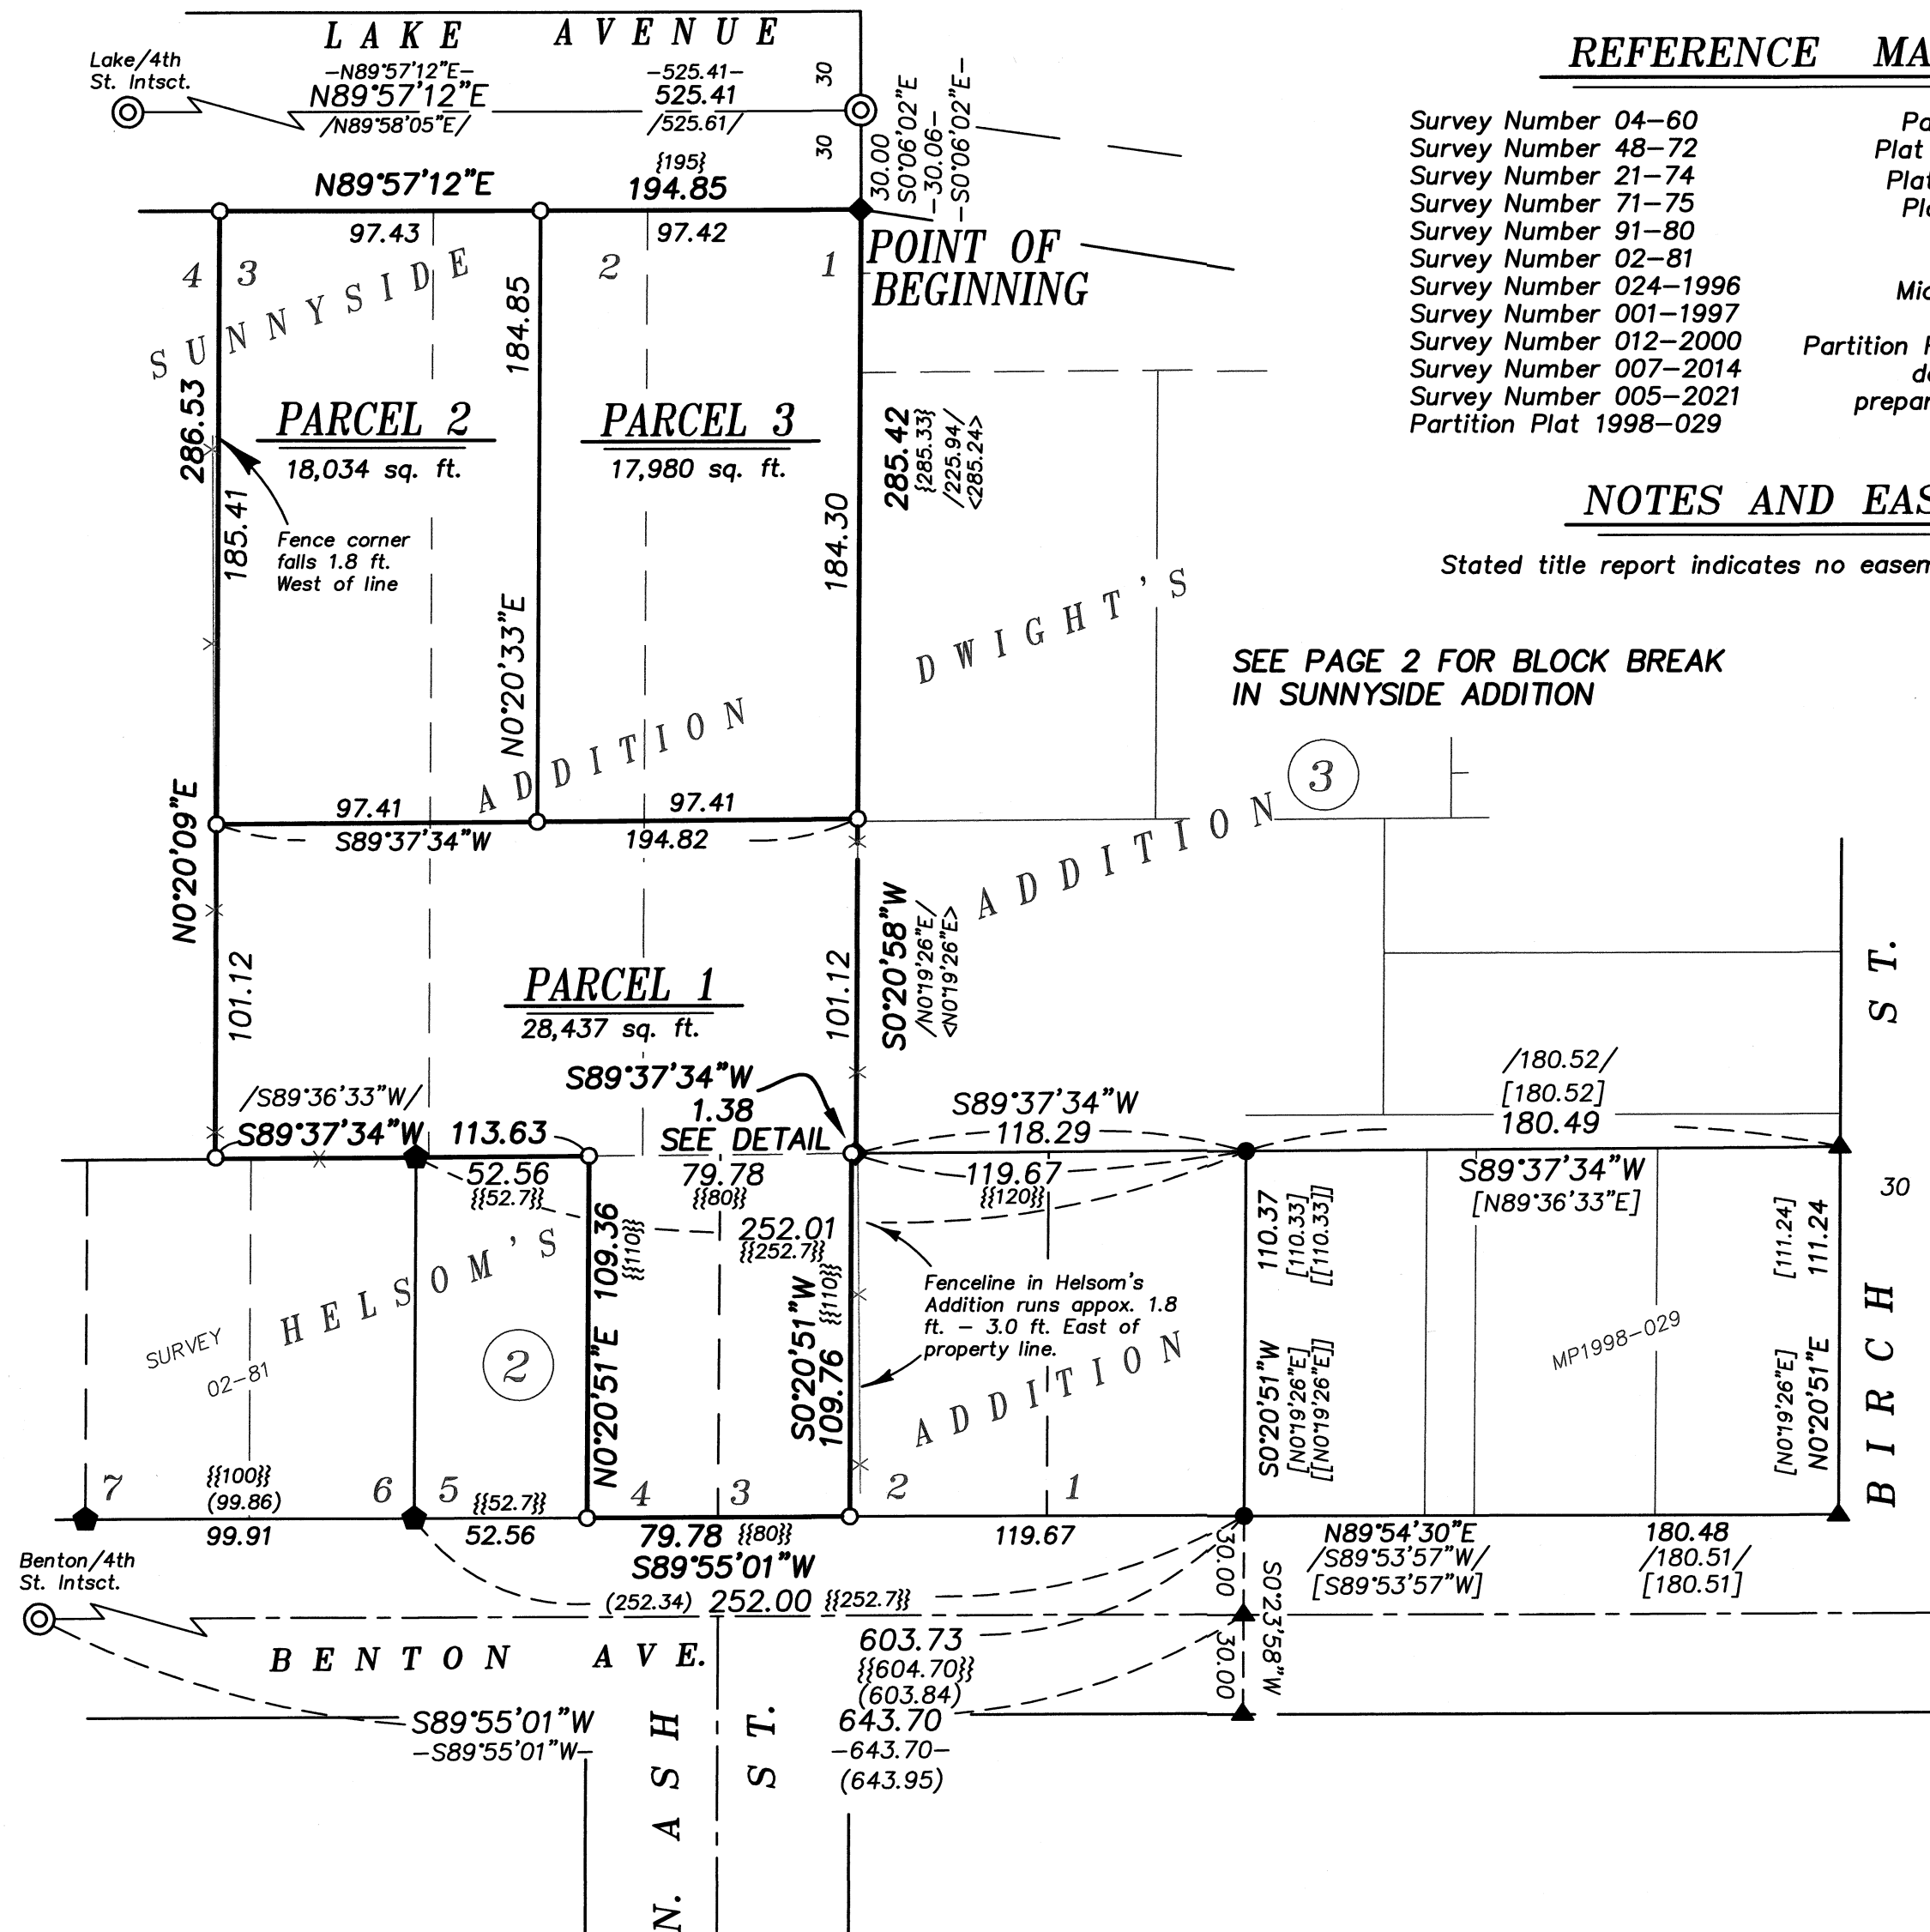 LAKE AVENUE
Lake/4th
St. Intsct.
–N89°57'12"E– –525.41–
N89°57'12"E 525.41
/N89°58'05"E/ /525.61/
30
30
30.00
S0°06'02"E
–30.06–
–S0°06'02"E–
{195}
N89°57'12"E 194.85
97.43 97.42
POINT OF
BEGINNING
4 3 2 1
SUNNYSIDE
286.53
185.41
184.85
PARCEL 2
18,034 sq. ft.
PARCEL 3
17,980 sq. ft.
184.30
285.42
{285.33}
/225.94/
<285.24>
Fence corner
falls 1.8 ft.
West of line
N0°20'33"E
ADDITION
DWIGHT'S
ADDITION
REFERENCE MA
Survey Number 04–60
Survey Number 48–72
Survey Number 21–74
Survey Number 71–75
Survey Number 91–80
Survey Number 02–81
Survey Number 024–1996
Survey Number 001–1997
Survey Number 012–2000
Survey Number 007–2014
Survey Number 005–2021
Partition Plat 1998–029
Pa
Plat
Plat
Pla
Mic
Partition P
de
prepar
NOTES AND EAS
Stated title report indicates no easem
SEE PAGE 2 FOR BLOCK BREAK
IN SUNNYSIDE ADDITION
3
97.41 97.41
S89°37'34"W 194.82
N0°20'09"E
101.12
101.12
S0°20'58"W
/N0°19'26"E/
<N0°19'26"E>
PARCEL 1
28,437 sq. ft.
S89°37'34"W
1.38
SEE DETAIL
/S89°36'33"W/
S89°37'34"W 113.63
S89°37'34"W
118.29
119.67
{{120}}
/180.52/
[180.52]
180.49
S89°37'34"W
[N89°36'33"E]
52.56
{{52.7}}
79.78
{{80}}
252.01
{{252.7}}
N0°20'51"E 109.36
{{110}}
S0°20'51"W
109.76
{{110}}
Fenceline in Helsom's
Addition runs appox. 1.8
ft. – 3.0 ft. East of
property line.
S0°20'51"W 110.37
[N0°19'26"E] [110.33]
[[N0°19'26"E]] [[110.33]]
[N0°19'26"E] [111.24]
N0°20'51"E 111.24
30
BIRCH ST.
MP1998–029
HELSOM'S
ADDITION
SURVEY
02–81
2
7 6 5 4 3 2 1
{{100}}
(99.86)
99.91
{{52.7}}
52.56
79.78 {{80}}
S89°55'01"W
119.67
N89°54'30"E 180.48
/S89°53'57"W/ /180.51/
[S89°53'57"W] [180.51]
(252.34) 252.00 {{252.7}}
30.00
30.00
S0°23'58"W
Benton/4th
St. Intsct.
BENTON AVE.
603.73
{{604.70}}
(603.84)
S89°55'01"W 643.70
–S89°55'01"W– –643.70–
(643.95)
N. ASH ST.